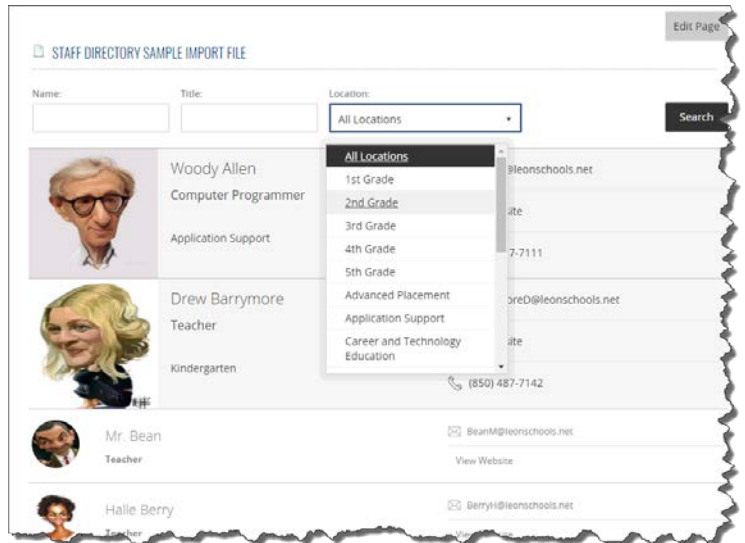 Edit Page
STAFF DIRECTORY SAMPLE IMPORT FILE
Name: Title: Location:
All Locations
Search
All Locations
1st Grade
2nd Grade
3rd Grade
4th Grade
5th Grade
Advanced Placement
Application Support
Career and Technology
Education
Woody Allen
Computer Programmer
Application Support
@leonschools.net
site
7-7111
Drew Barrymore
Teacher
Kindergarten
oreD@leonschools.net
site
(850) 487-7142
Mr. Bean
Teacher
BeanM@leonschools.net
View Website
Halle Berry
Teacher
BerryH@leonschools.net